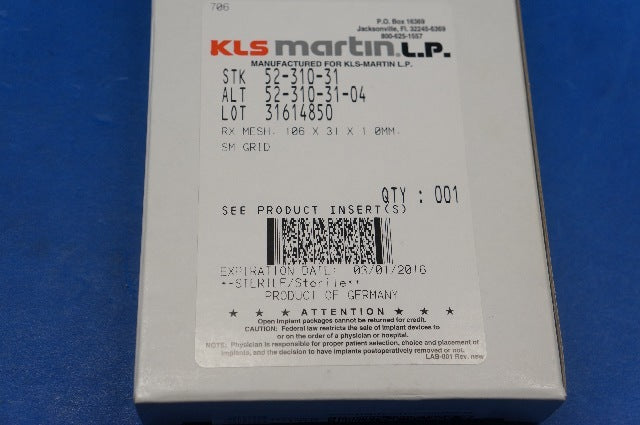 706
P.O. Box 16369
Jacksonville, Fl. 32245-6369
800-625-1557
KLS martin L.P.
MANUFACTURED FOR KLS-MARTIN L.P.
STK 52-310-31
ALT 52-310-31-04
LOT 31614850
RX MESH, 106 X 31 X 1.0MM.
SM GRID
QTY : 001
SEE PRODUCT INSERT(S)
EXPIRATION DATE: 03/01/2016
**STERILE/Sterile**
PRODUCT OF GERMANY
★ ★ ★ ATTENTION ★ ★ ★
Open implant packages cannot be returned for credit.
CAUTION: Federal law restricts the sale of implant devices to
or on the order of a physician or hospital.
NOTE: Physician is responsible for proper patient selection, choice and placement of
implants, and the decision to have implants postoperatively removed or not.
LAB-001 Rev. new